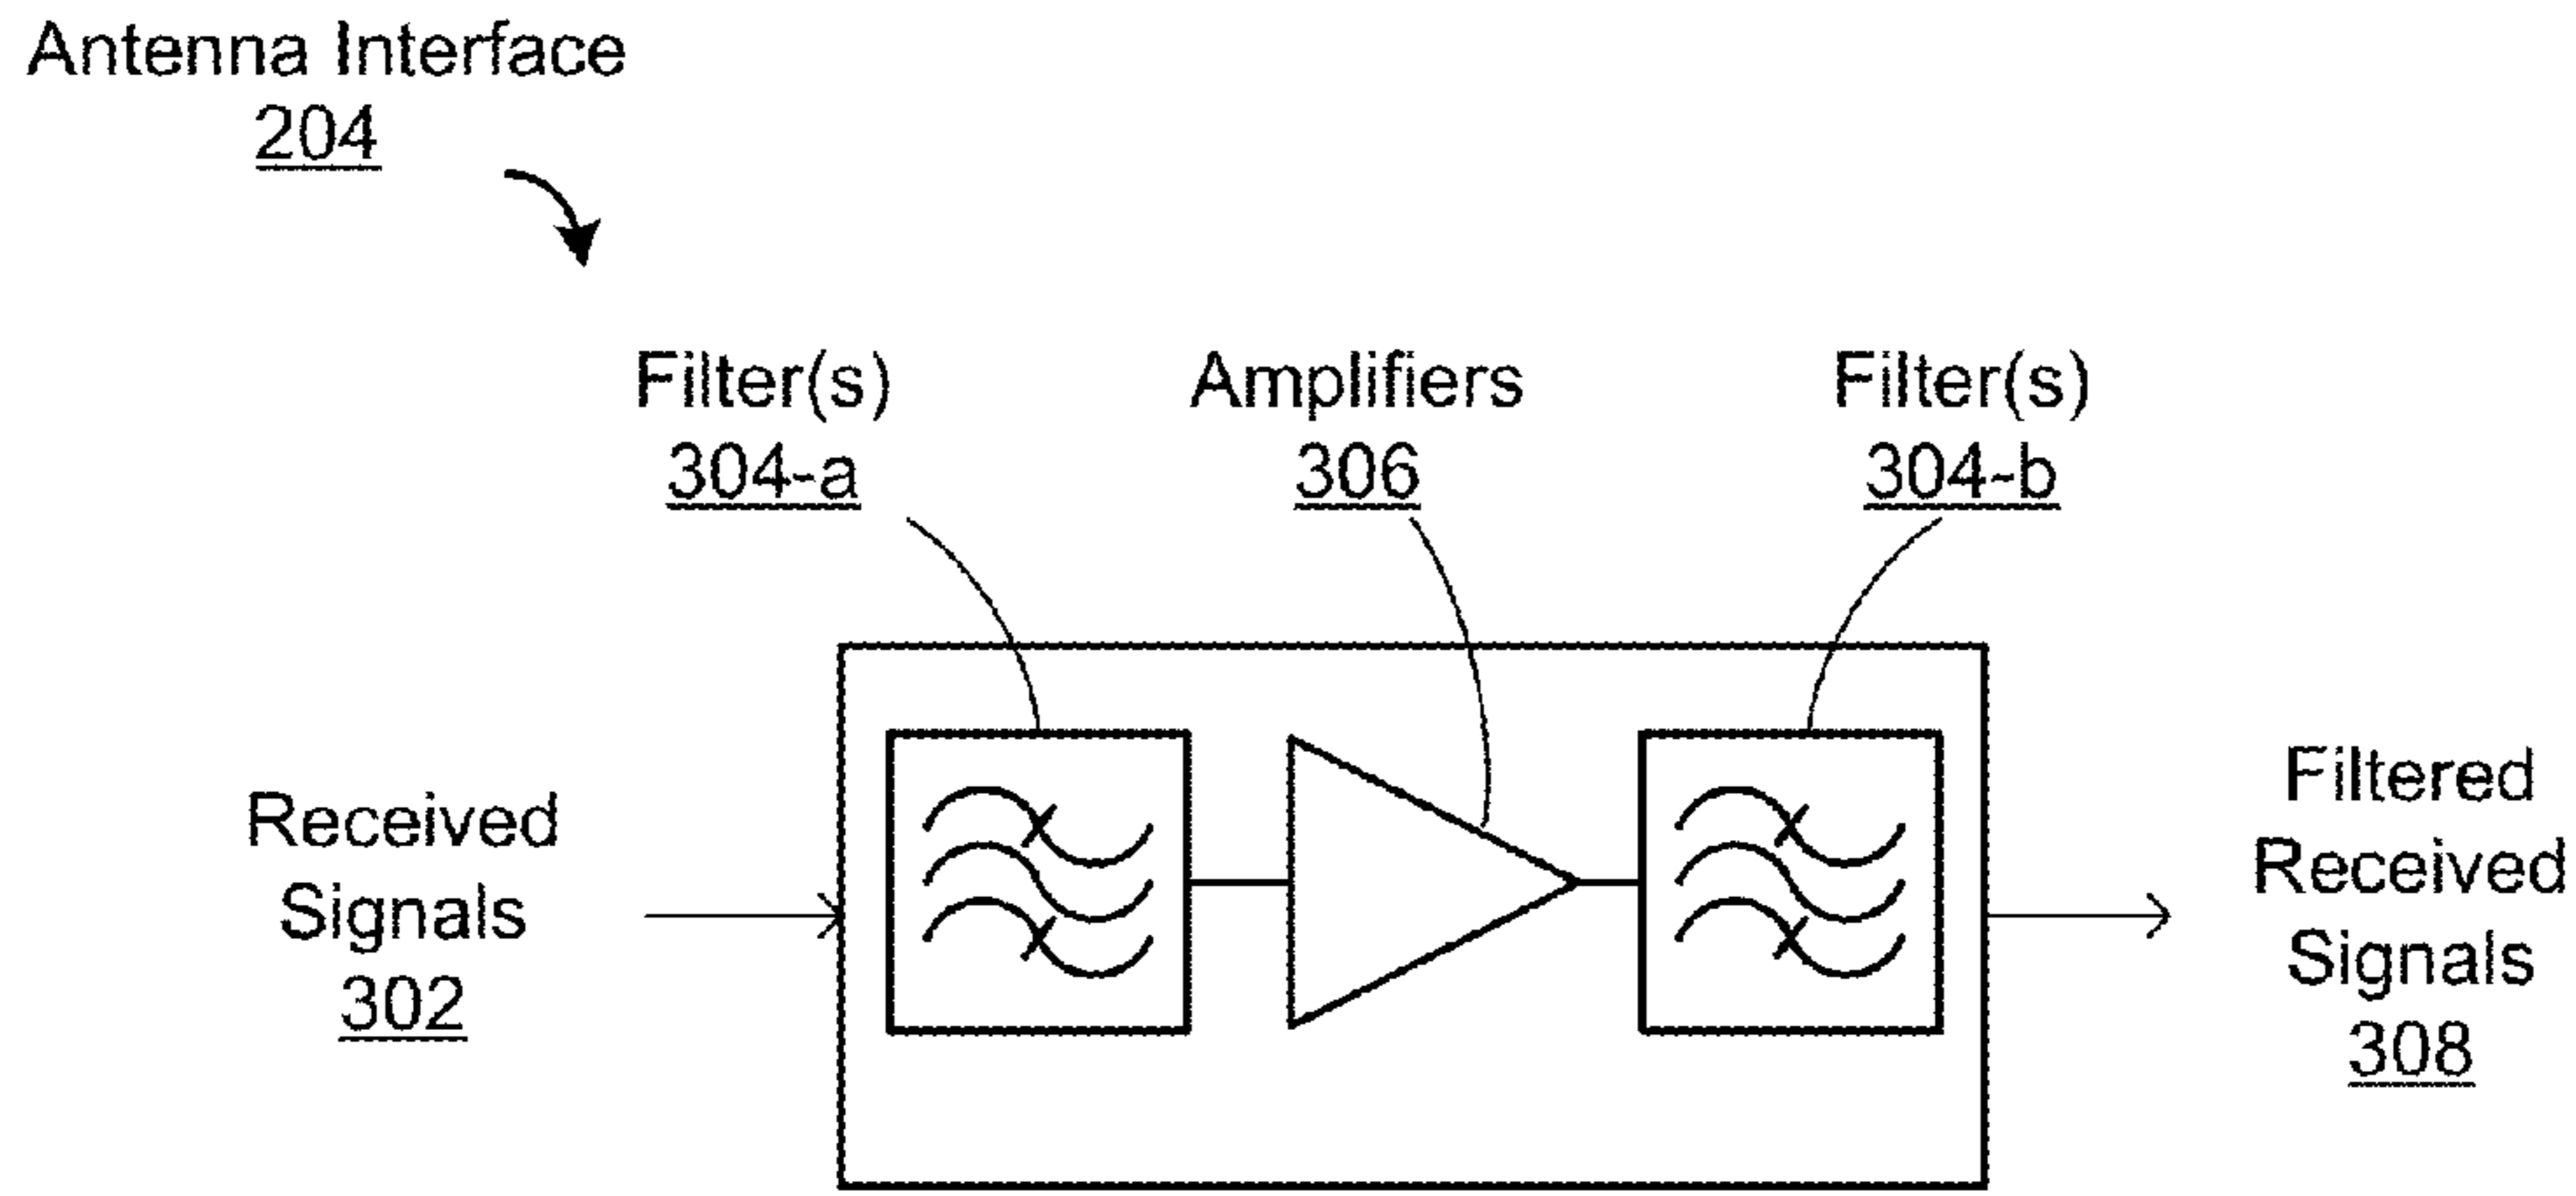 Antenna Interface
204
Filter(s)
304-a
Amplifiers
306
Filter(s)
304-b
Received
Signals
302
Filtered
Received
Signals
308